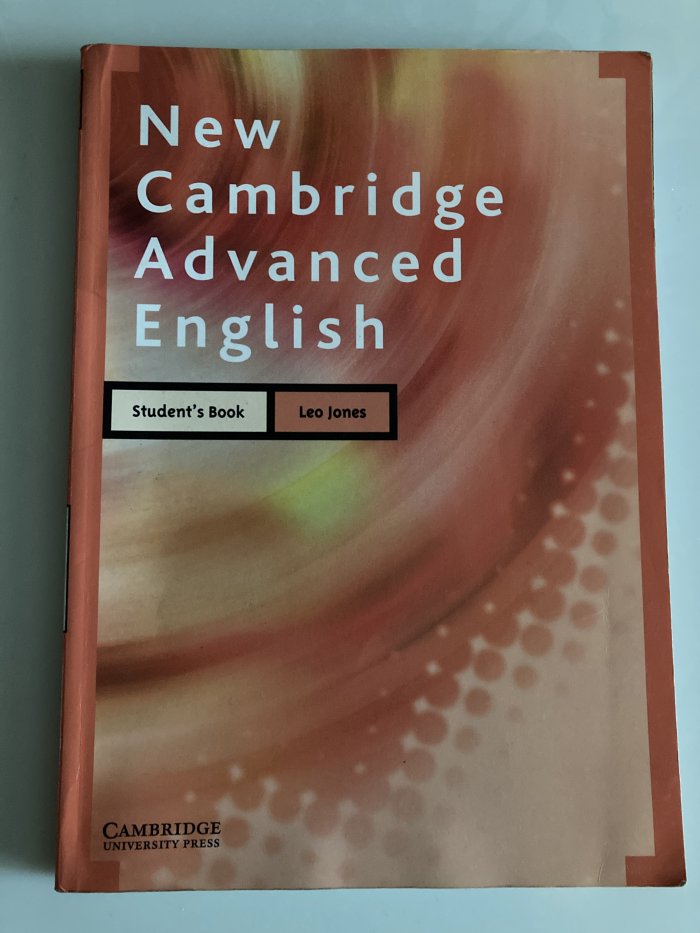 New
Cambridge
Advanced
English
Student's Book
Leo Jones
CAMBRIDGE
UNIVERSITY PRESS